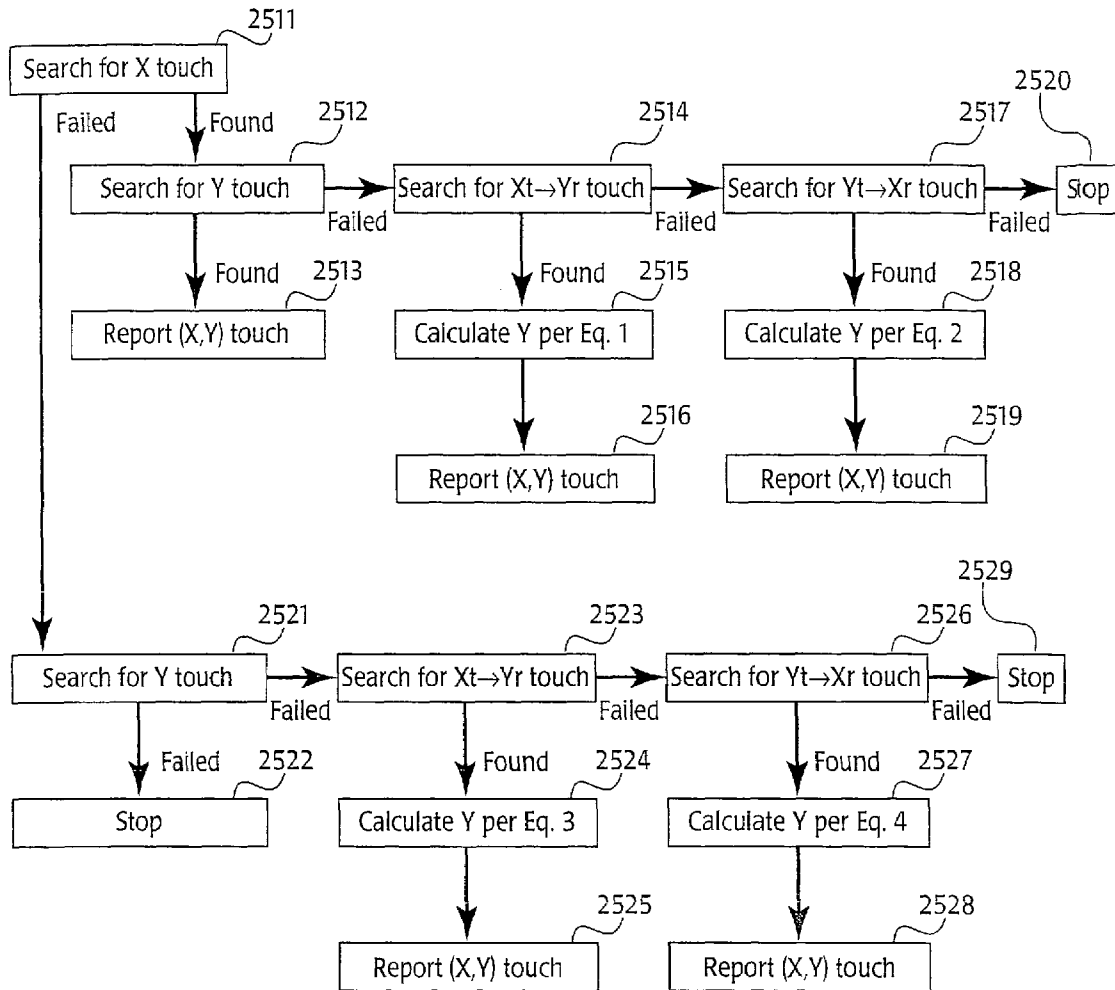 2511
Search for X touch
Failed
Found
2512
2514
2517
2520
Search for Y touch
Search for Xt→Yr touch
Search for Yt→Xr touch
Stop
Failed
Failed
Failed
Found
Found
Found
2513
2515
2518
Report (X,Y) touch
Calculate Y per Eq. 1
Calculate Y per Eq. 2
2516
2519
Report (X,Y) touch
Report (X,Y) touch
2529
2521
2523
2526
Search for Y touch
Search for Xt→Yr touch
Search for Yt→Xr touch
Stop
Failed
Failed
Failed
Failed
Found
Found
2522
2524
2527
Stop
Calculate Y per Eq. 3
Calculate Y per Eq. 4
2525
2528
Report (X,Y) touch
Report (X,Y) touch